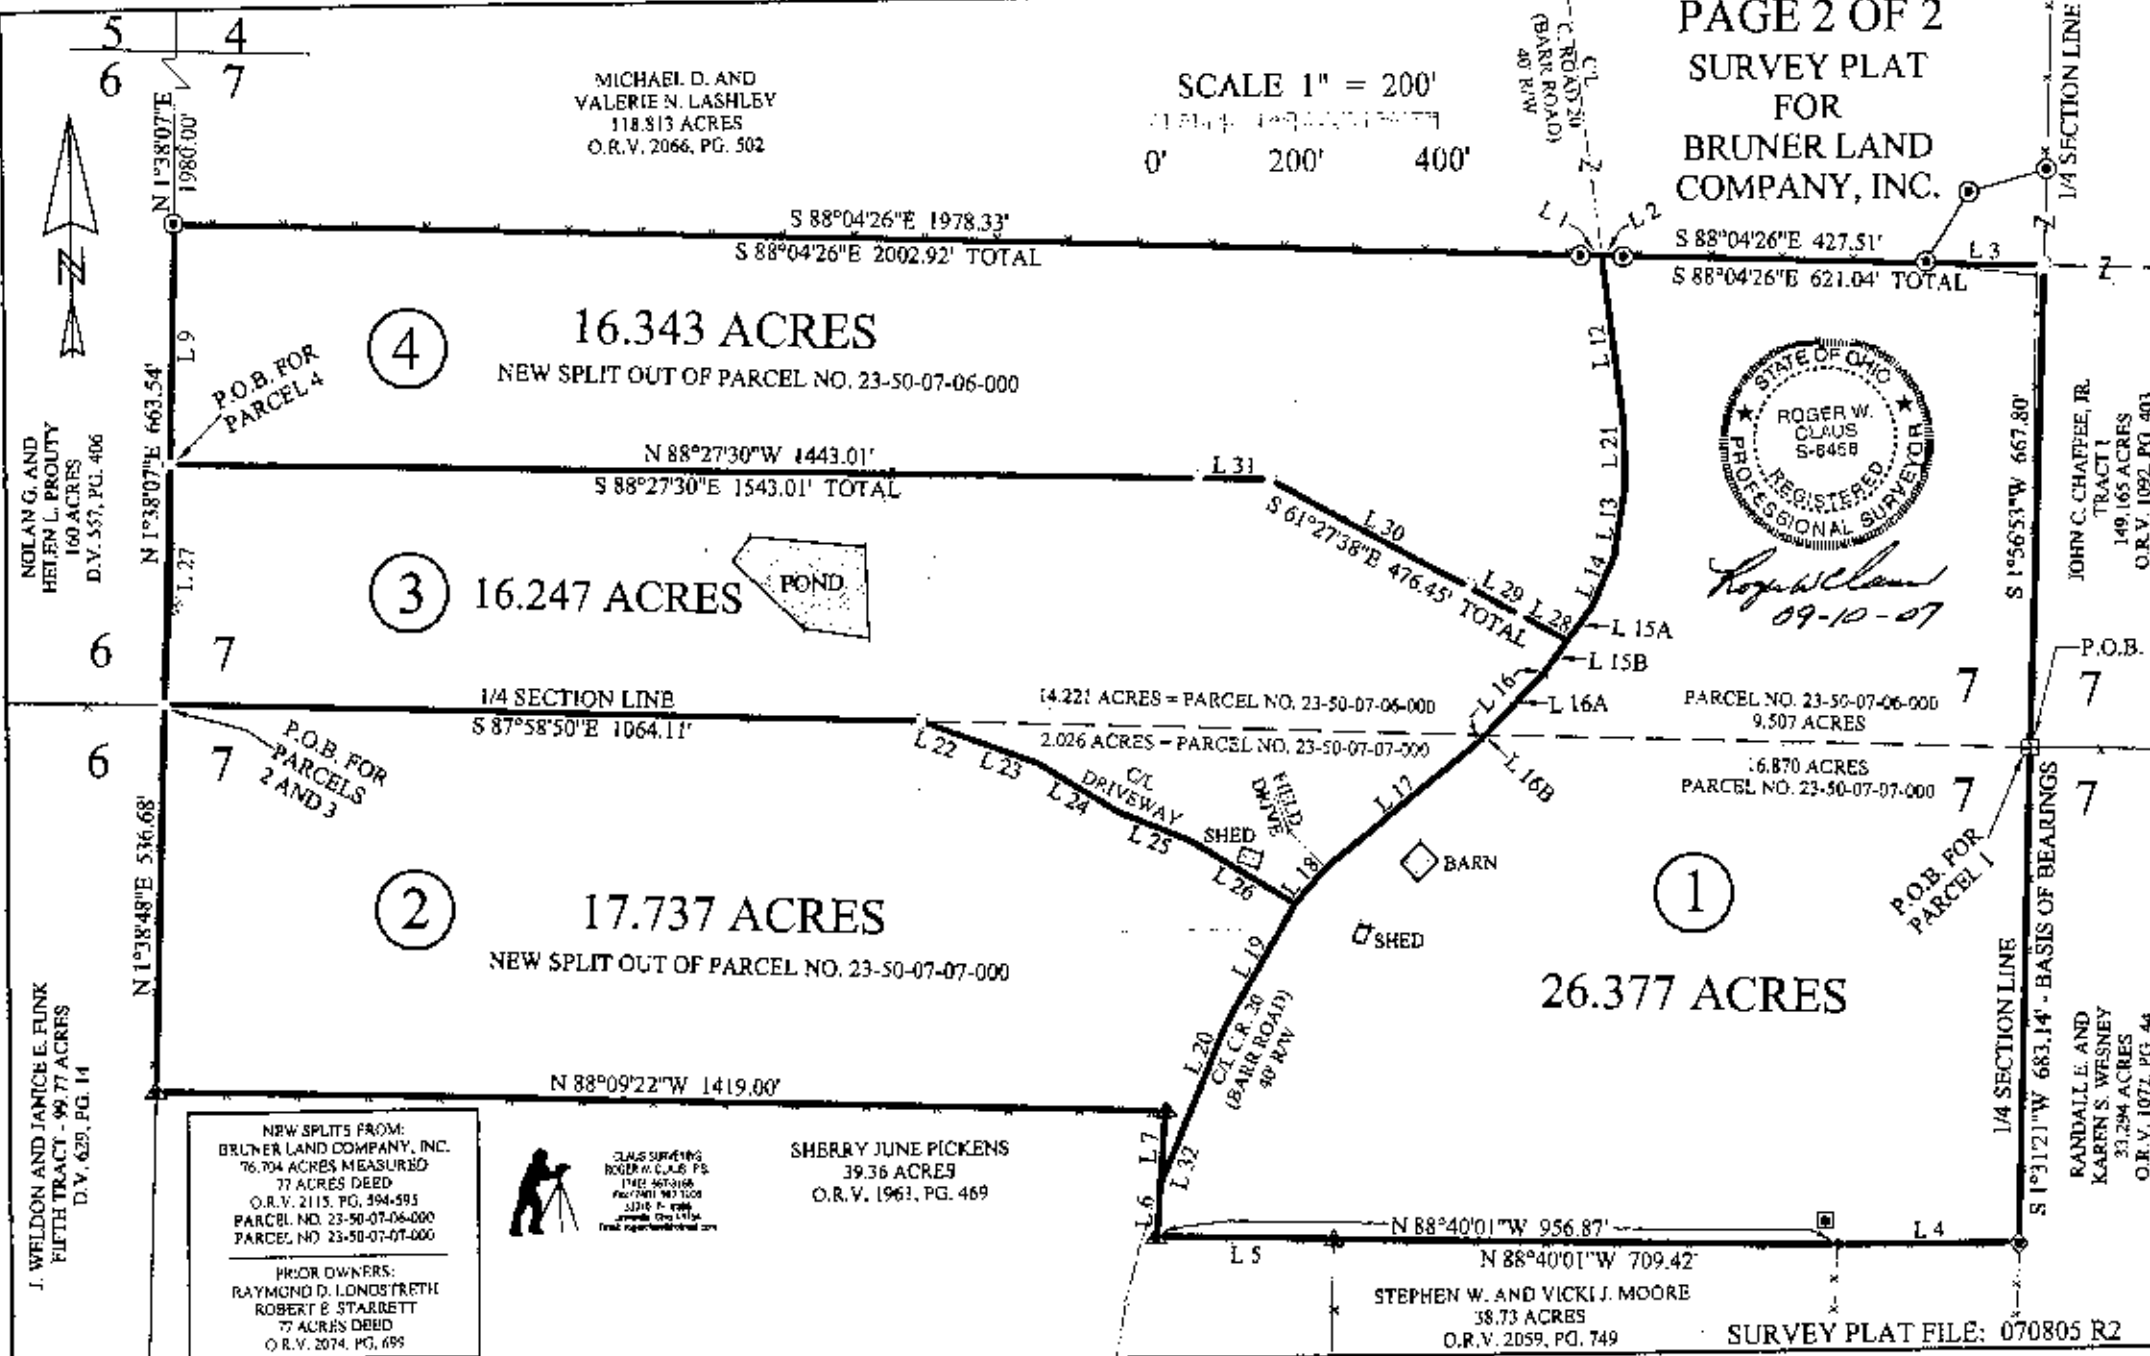 PAGE 2 OF 2
SURVEY PLAT
FOR
BRUNER LAND
COMPANY, INC.
5 4
6 7
MICHAEL D. AND
VALERIE N. LASHLEY
118.813 ACRES
O.R.V. 2066, PG. 502
SCALE 1" = 200'
0' 200' 400'
C/L
C. ROAD 20
(BARR ROAD)
40' R/W
1/4 SECTION LINE
N 1°38'07"E
1980.00'
N
S 88°04'26"E 1978.33'
S 88°04'26"E 2002.92' TOTAL
L 1
L 2
S 88°04'26"E 427.51'
L 3
S 88°04'26"E 621.04' TOTAL
4
16.343 ACRES
NEW SPLIT OUT OF PARCEL NO. 23-50-07-06-000
L 9
P.O.B. FOR
PARCEL 4
N 1°38'07"E 663.54'
NOLAN G. AND
HELEN L. PROUTY
160 ACRES
D.V. 557, PG. 406
L 12
L 21
L 13
L 14
STATE OF OHIO
ROGER W.
CLAUS
S-6456
REGISTERED
PROFESSIONAL SURVEYOR
Roger W Claus
09-10-07
S 1°56'53"W 667.80'
JOHN C. CHAFFEE, JR.
TRACT 1
149.165 ACRES
O.R.V. 1092, PG. 403
N 88°27'30"W 1443.01'
L 31
S 88°27'30"E 1543.01' TOTAL
L 30
S 61°27'38"E 476.45' TOTAL
L 29
L 28
L 27
3
16.247 ACRES
POND
L 15A
L 15B
L 16
L 16A
L 16B
6 7
1/4 SECTION LINE
S 87°58'50"E 1064.11'
14.221 ACRES = PARCEL NO. 23-50-07-06-000
2.026 ACRES = PARCEL NO. 23-50-07-07-000
PARCEL NO. 23-50-07-06-000
9.507 ACRES
16.870 ACRES
PARCEL NO. 23-50-07-07-000
7 7
7 7
P.O.B.
6 7
P.O.B. FOR
PARCELS
2 AND 3
L 22
L 23
L 24
L 25
L 26
C/L
DRIVEWAY
SHED
FIELD
DRIVE
L 17
L 18
BARN
SHED
P.O.B. FOR
PARCEL 1
1
26.377 ACRES
2
17.737 ACRES
NEW SPLIT OUT OF PARCEL NO. 23-50-07-07-000
N 1°38'48"E 536.68'
L 19
L 20
C/L C.R. 20
(BARR ROAD)
40' R/W
1/4 SECTION LINE
S 1°31'21"W 683.14' - BASIS OF BEARINGS
RANDALL E. AND
KAREN S. WESNEY
33.294 ACRES
O.R.V. 1072, PG. 44
J. WELDON AND JANICE E. FUNK
FIFTH TRACT - 99.77 ACRES
D.V. 629, PG. 14
N 88°09'22"W 1419.00'
L 7
L 32
L 6
NEW SPLITS FROM:
BRUNER LAND COMPANY, INC.
76.704 ACRES MEASURED
77 ACRES DEED
O.R.V. 2115, PG. 594-595
PARCEL NO. 23-50-07-06-000
PARCEL NO. 23-50-07-07-000
PRIOR OWNERS:
RAYMOND D. LONGSTRETH
ROBERT E STARRETT
77 ACRES DEED
O.R.V. 2074, PG. 699
CLAUS SURVEYING
ROGER W. CLAUS P.S.
SHERRY JUNE PICKENS
39.36 ACRES
O.R.V. 1961, PG. 469
N 88°40'01"W 956.87'
L 4
L 5
N 88°40'01"W 709.42'
STEPHEN W. AND VICKI J. MOORE
38.73 ACRES
O.R.V. 2059, PG. 749
SURVEY PLAT FILE: 070805 R2